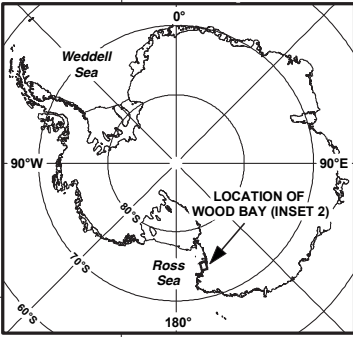 0°
Weddell
Sea
90°W
90°E
LOCATION OF
WOOD BAY (INSET 2)
80°S
70°S
Ross
Sea
60°S
180°